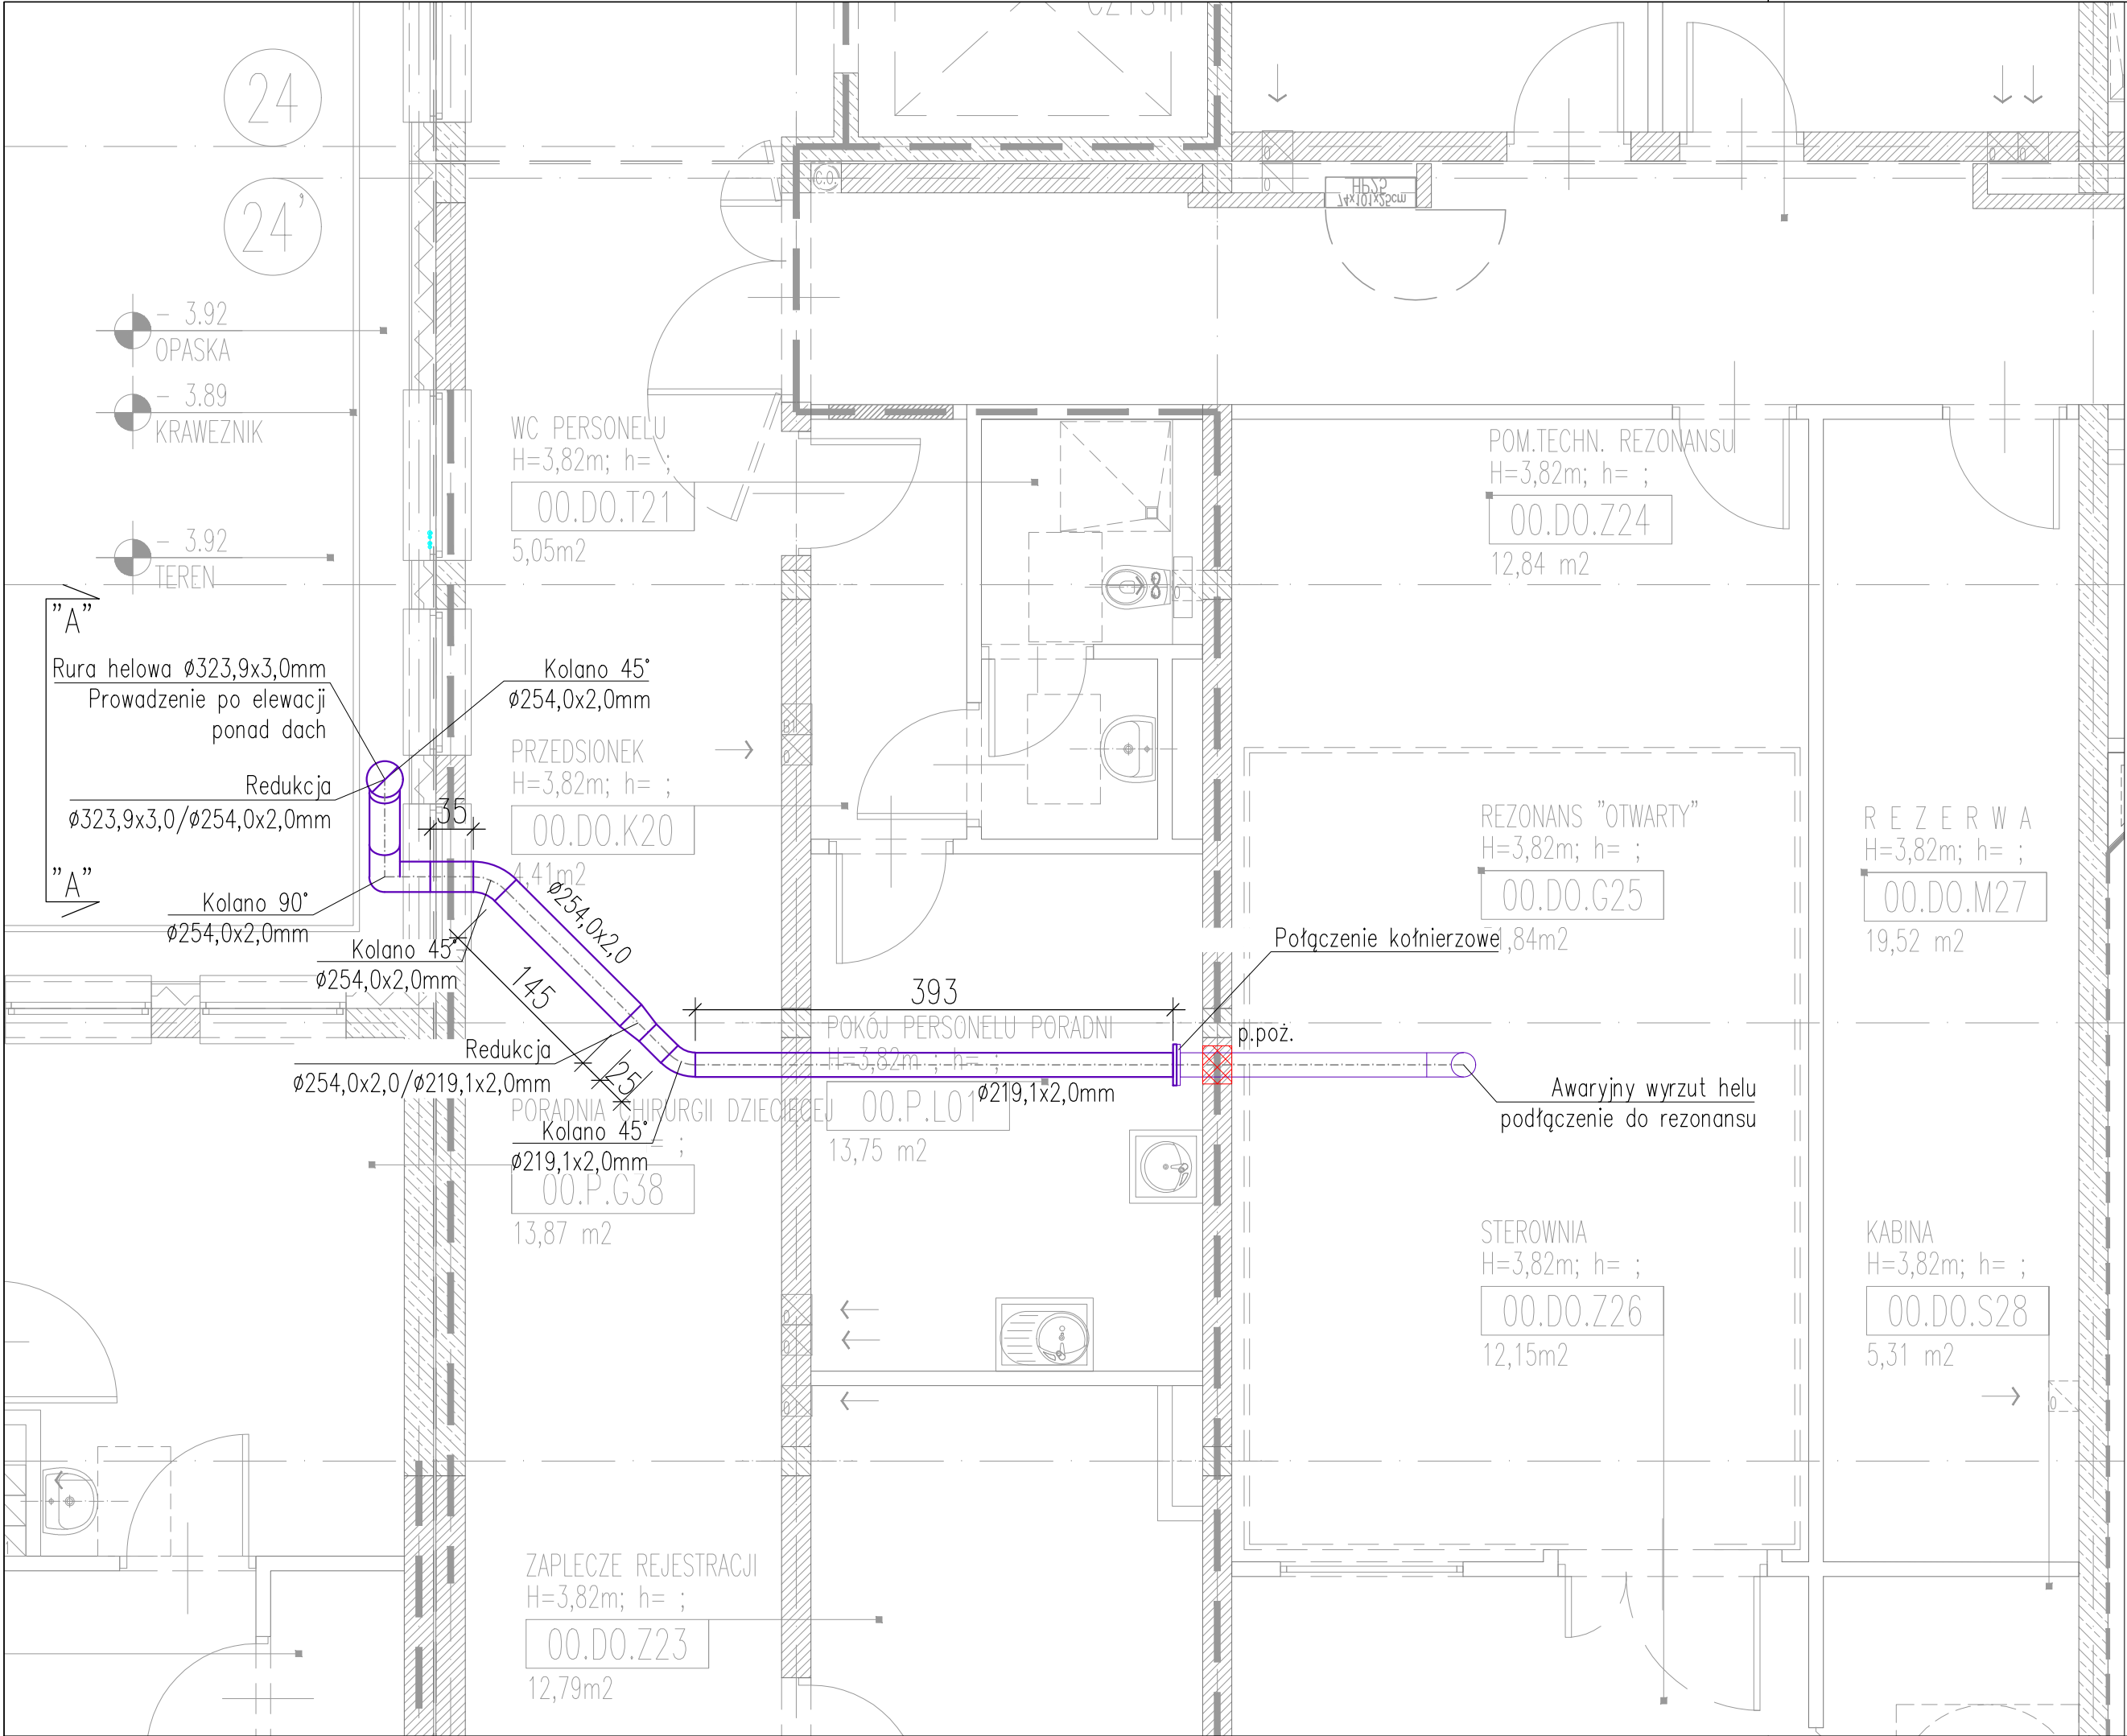 24
24'
C.O.
HP25
74x101x25cm
- 3.92
OPASKA
- 3.89
KRAWEZNIK
- 3.92
TEREN
WC PERSONELU
H=3,82m; h= ;
00.DO.T21
5,05m2
POM.TECHN. REZONANSU
H=3,82m; h= ;
00.DO.Z24
12,84 m2
"A"
Rura helowa ø323,9x3,0mm
Prowadzenie po elewacji
ponad dach
Kolano 45°
ø254,0x2,0mm
Redukcja
ø323,9x3,0/ø254,0x2,0mm
35
PRZEDSIONEK
H=3,82m; h= ;
00.DO.K20
4,41m2
REZONANS "OTWARTY"
H=3,82m; h= ;
00.DO.G25
1,84m2
R E Z E R W A
H=3,82m; h= ;
00.DO.M27
19,52 m2
"A"
Kolano 90°
ø254,0x2,0mm
Kolano 45°
ø254,0x2,0mm
ø254,0x2,0
145
25
393
Połączenie kołnierzowe
p.poż.
POKÓJ PERSONELU PORADNI
H=3,82m ; h= ;
00.P.L01
13,75 m2
ø219,1x2,0mm
Redukcja
ø254,0x2,0/ø219,1x2,0mm
Awaryjny wyrzut helu
podłączenie do rezonansu
PORADNIA CHIRURGII DZIECIECEJ
= ;
Kolano 45°
ø219,1x2,0mm
00.P.G38
13,87 m2
STEROWNIA
H=3,82m; h= ;
00.DO.Z26
12,15m2
KABINA
H=3,82m; h= ;
00.DO.S28
5,31 m2
ZAPLECZE REJESTRACJI
H=3,82m; h= ;
00.DO.Z23
12,79m2